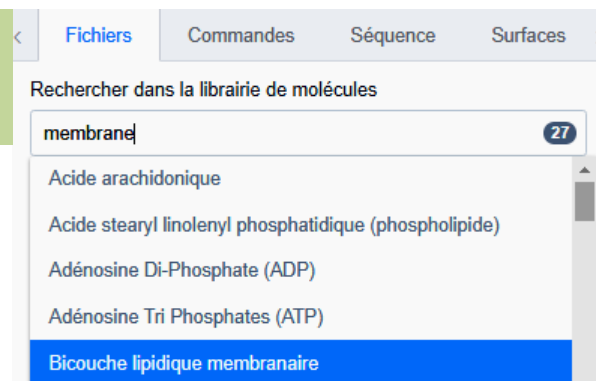 Fichiers Commandes Séquence Surfaces
Rechercher dans la librairie de molécules
membrane 27
Acide arachidonique
Acide stearyl linolenyl phosphatidique (phospholipide)
Adénosine Di-Phosphate (ADP)
Adénosine Tri Phosphates (ATP)
Bicouche lipidique membranaire